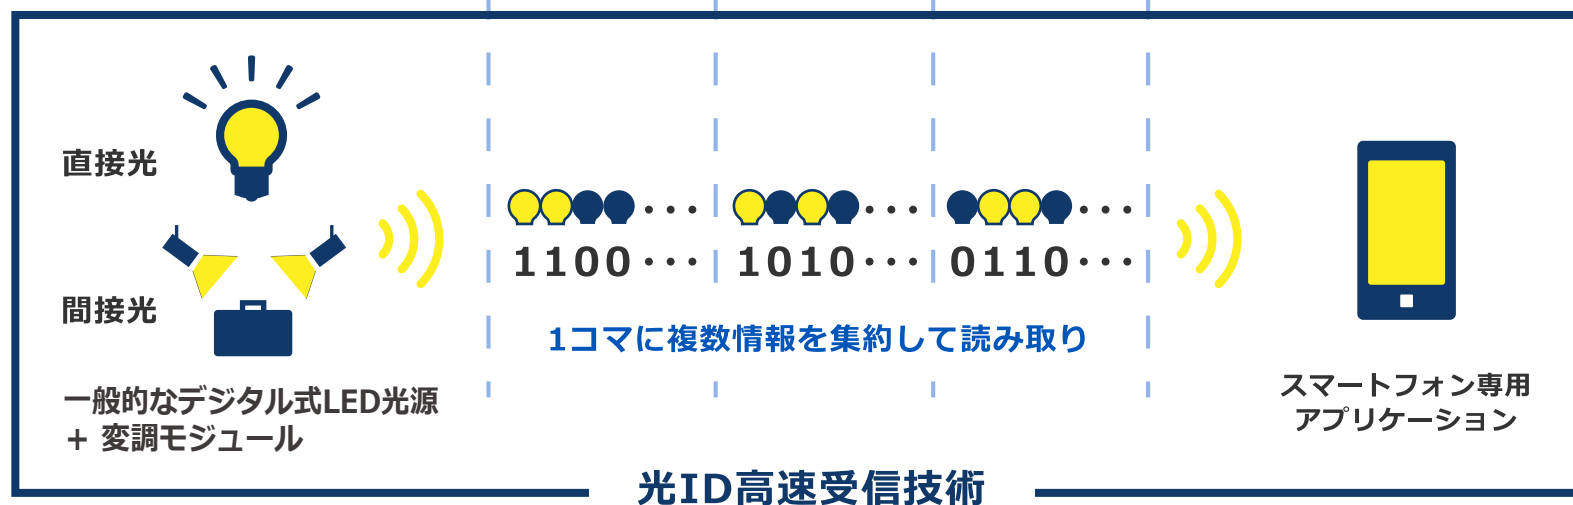 直接光
間接光
一般的なデジタル式LED光源
+ 変調モジュール
1100･･･
1010･･･
0110･･･
1コマに複数情報を集約して読み取り
スマートフォン専用
アプリケーション
光ID高速受信技術